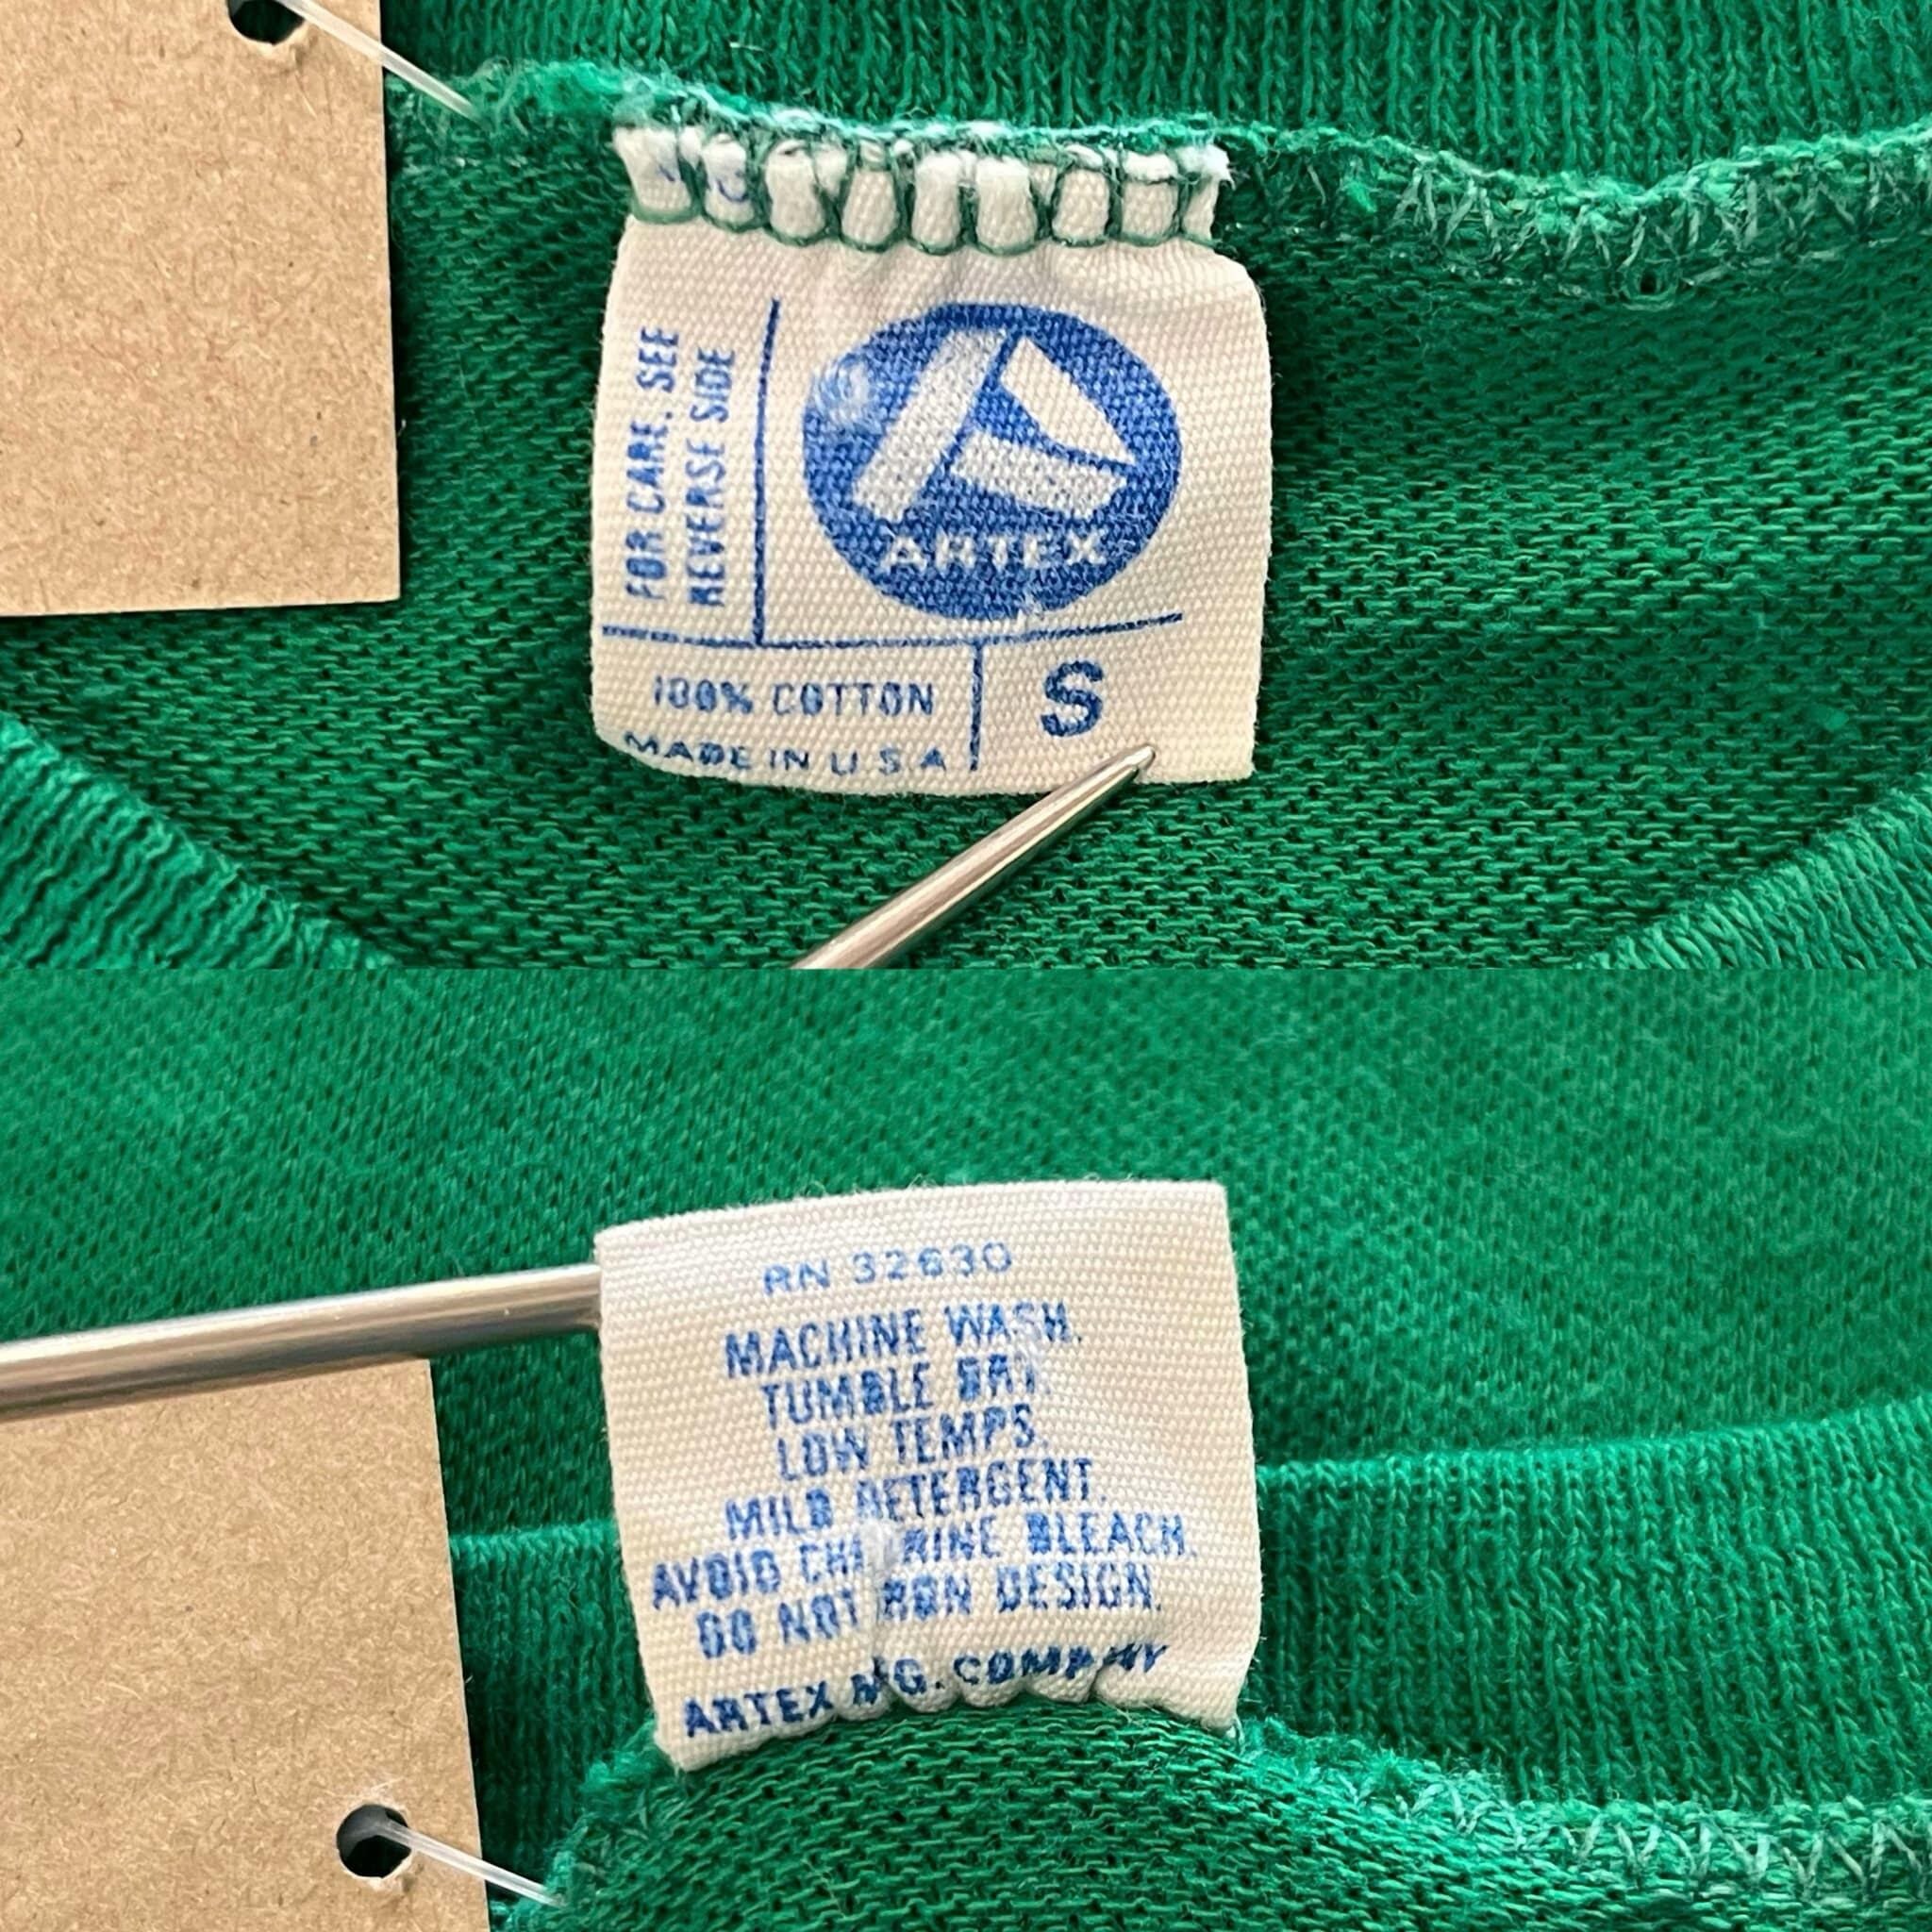 FOR CARE, SEE
REVERSE SIDE
ARTEX
100% COTTON
MADE IN U S A
S
RN 32630
MACHINE WASH.
TUMBLE DRY.
LOW TEMPS.
MILD DETERGENT.
AVOID CHLORINE BLEACH.
DO NOT IRON DESIGN.
ARTEX MFG. COMPANY